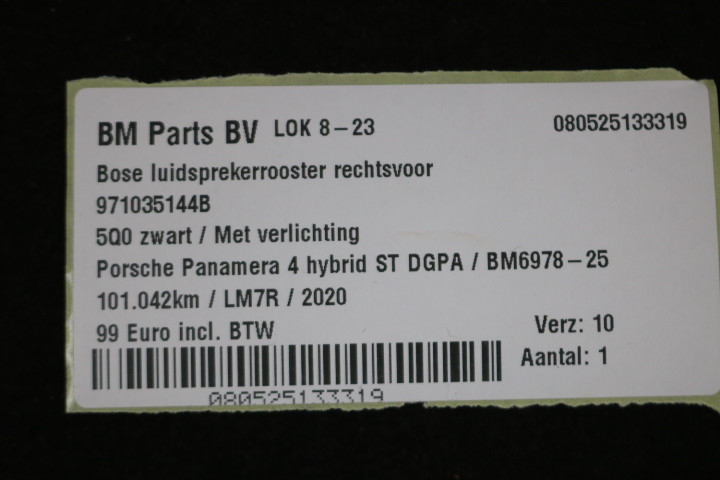 BM Parts BV LOK 8-23 080525133319
Bose luidsprekerrooster rechtsvoor
971035144B
5Q0 zwart / Met verlichting
Porsche Panamera 4 hybrid ST DGPA / BM6978-25
101.042km / LM7R / 2020
99 Euro incl. BTW
Verz: 10
Aantal: 1
080525133319